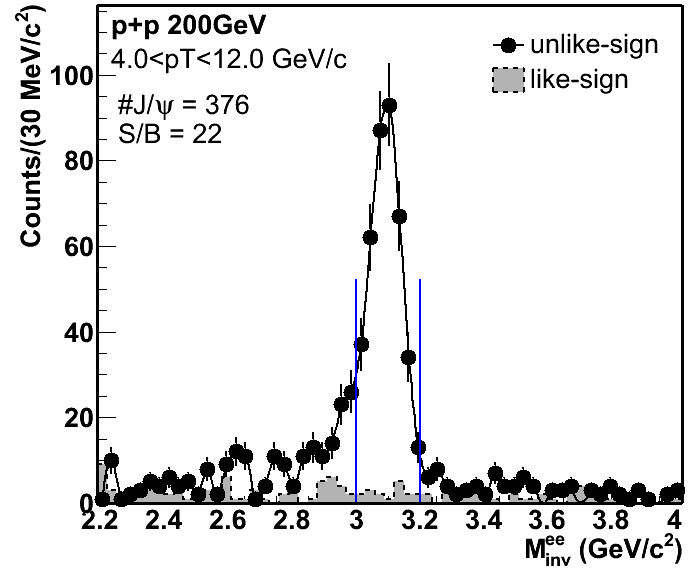 p+p 200GeV
4.0<pT<12.0 GeV/c
#J/ψ = 376
S/B = 22
unlike-sign
like-sign
Counts/(30 MeV/c²)
100
80
60
40
20
0
2.2 2.4 2.6 2.8 3 3.2 3.4 3.6 3.8 4
M^ee_inv (GeV/c²)